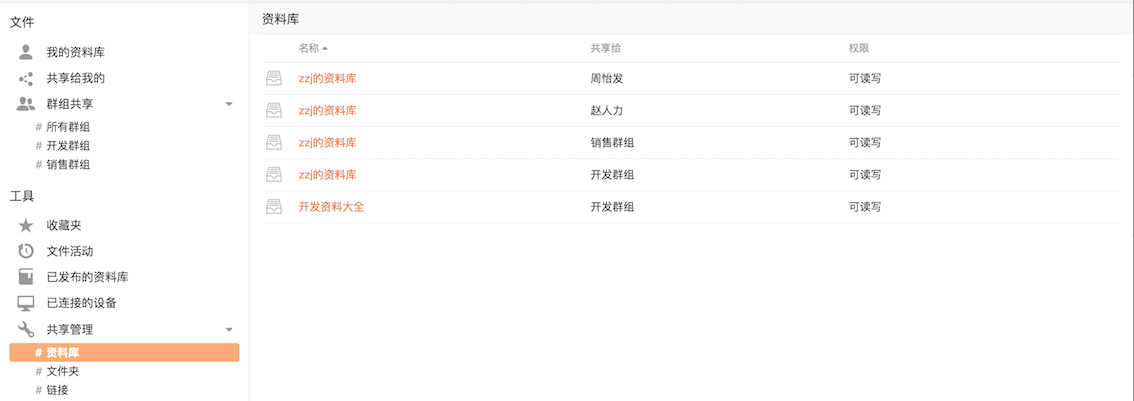 文件
我的资料库
共享给我的
群组共享
# 所有群组
# 开发群组
# 销售群组
工具
收藏夹
文件活动
已发布的资料库
已连接的设备
共享管理
# 资料库
# 文件夹
# 链接
资料库
名称 共享给 权限
zzj的资料库 周怡发 可读写
zzj的资料库 赵人力 可读写
zzj的资料库 销售群组 可读写
zzj的资料库 开发群组 可读写
开发资料大全 开发群组 可读写